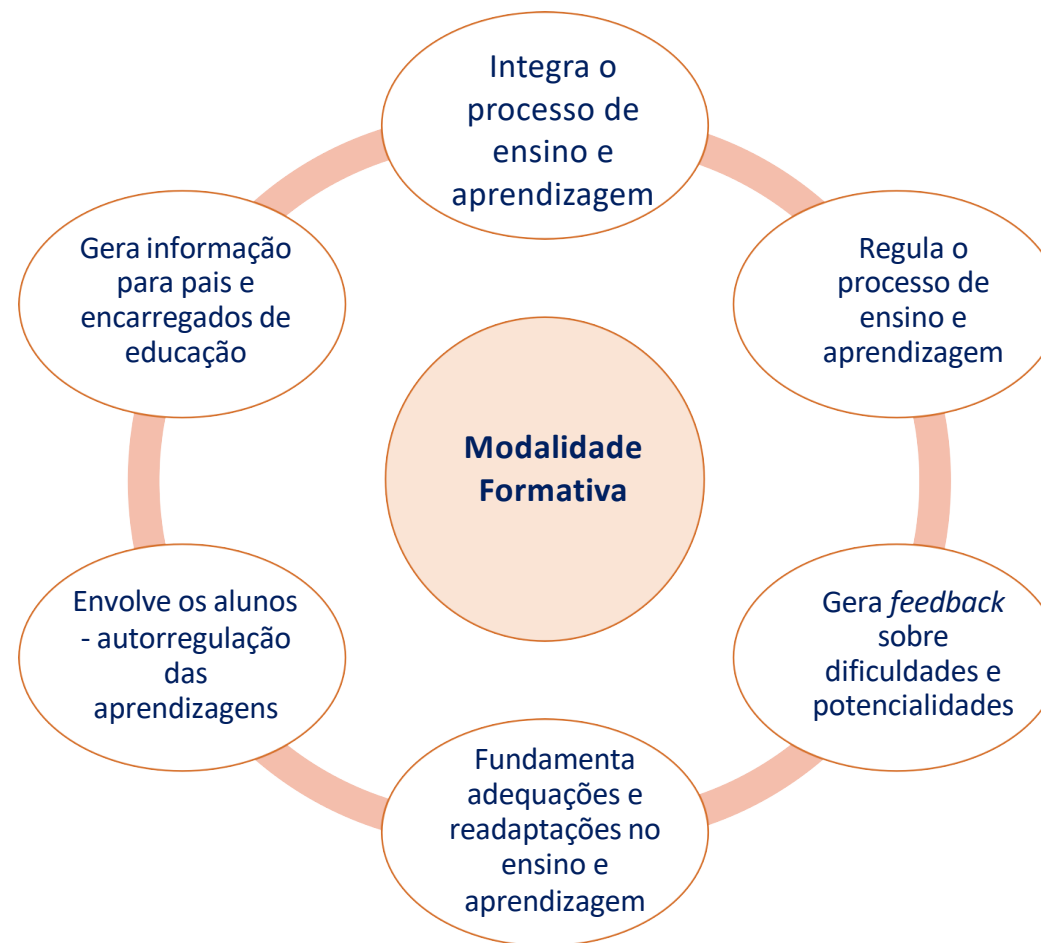 Integra o
processo de
ensino e
aprendizagem
Regula o
processo de
ensino e
aprendizagem
Gera feedback
sobre
dificuldades e
potencialidades
Fundamenta
adequações e
readaptações no
ensino e
aprendizagem
Envolve os alunos
- autorregulação
das
aprendizagens
Gera informação
para pais e
encarregados de
educação
Modalidade
Formativa